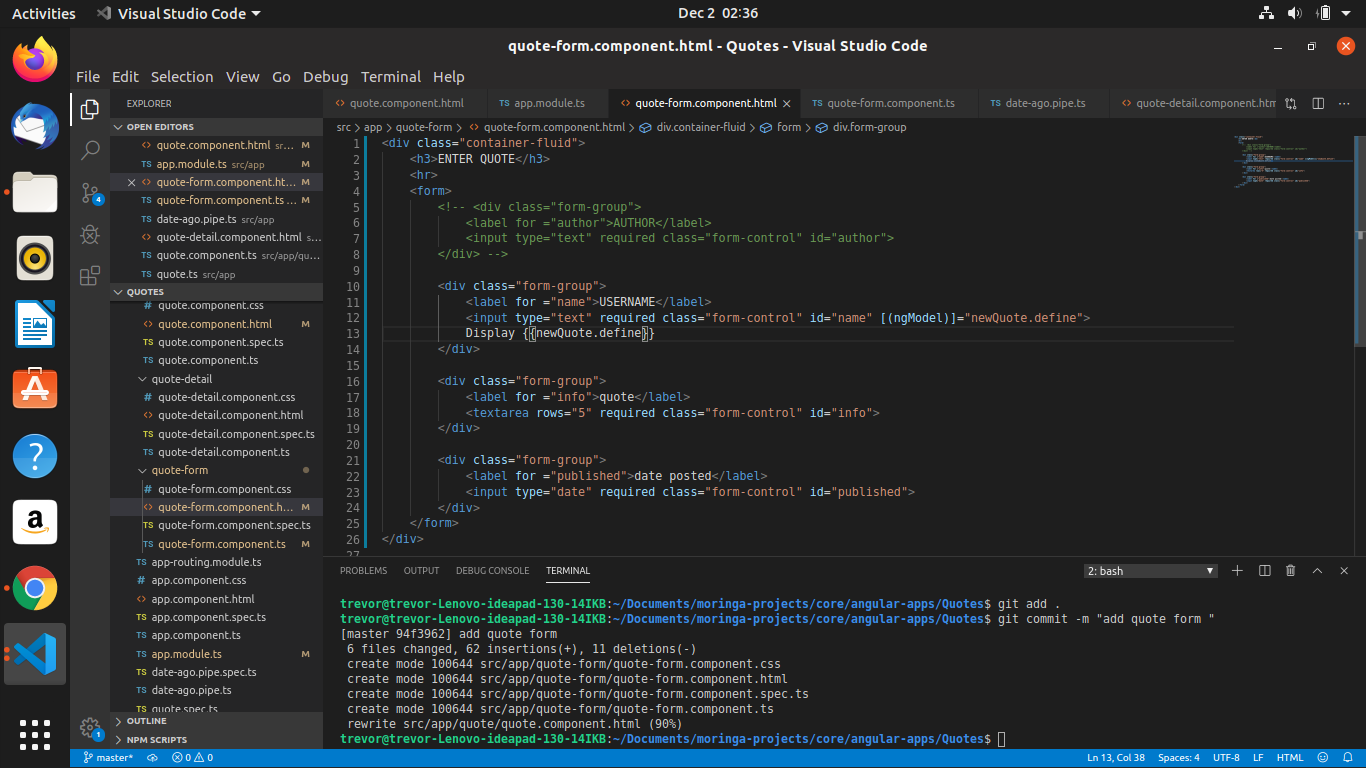 Activities Visual Studio Code Dec 2 02:36
quote-form.component.html - Quotes - Visual Studio Code
File Edit Selection View Go Debug Terminal Help
EXPLORER
OPEN EDITORS
quote.component.html sr... M
app.module.ts src/app M
quote-form.component.ht... M
quote-form.component.ts ... M
date-ago.pipe.ts src/app
quote-detail.component.html s...
quote.component.ts src/app/qu...
quote.ts src/app
QUOTES
quote.component.css
quote.component.html M
quote.component.spec.ts
quote.component.ts
quote-detail
quote-detail.component.css
quote-detail.component.html
quote-detail.component.spec.ts
quote-detail.component.ts
quote-form
quote-form.component.css
quote-form.component.h... M
quote-form.component.spec.ts
quote-form.component.ts M
app-routing.module.ts
app.component.css
app.component.html
app.component.spec.ts
app.component.ts
app.module.ts M
date-ago.pipe.spec.ts
date-ago.pipe.ts
quote.spec.ts
OUTLINE
NPM SCRIPTS
quote.component.html app.module.ts quote-form.component.html quote-form.component.ts date-ago.pipe.ts quote-detail.component.htm
src > app > quote-form > quote-form.component.html > div.container-fluid > form > div.form-group
1 <div class="container-fluid">
2 <h3>ENTER QUOTE</h3>
3 <hr>
4 <form>
5 <!-- <div class="form-group">
6 <label for ="author">AUTHOR</label>
7 <input type="text" required class="form-control" id="author">
8 </div> -->
9
10 <div class="form-group">
11 <label for ="name">USERNAME</label>
12 <input type="text" required class="form-control" id="name" [(ngModel)]="newQuote.define">
13 Display {{newQuote.define}}
14 </div>
15
16 <div class="form-group">
17 <label for ="info">quote</label>
18 <textarea rows="5" required class="form-control" id="info">
19 </div>
20
21 <div class="form-group">
22 <label for ="published">date posted</label>
23 <input type="date" required class="form-control" id="published">
24 </div>
25 </form>
26 </div>
27
PROBLEMS OUTPUT DEBUG CONSOLE TERMINAL 2: bash
trevor@trevor-Lenovo-ideapad-130-14IKB:~/Documents/moringa-projects/core/angular-apps/Quotes$ git add .
trevor@trevor-Lenovo-ideapad-130-14IKB:~/Documents/moringa-projects/core/angular-apps/Quotes$ git commit -m "add quote form "
[master 94f3962] add quote form
6 files changed, 62 insertions(+), 11 deletions(-)
create mode 100644 src/app/quote-form/quote-form.component.css
create mode 100644 src/app/quote-form/quote-form.component.html
create mode 100644 src/app/quote-form/quote-form.component.spec.ts
create mode 100644 src/app/quote-form/quote-form.component.ts
rewrite src/app/quote/quote.component.html (90%)
trevor@trevor-Lenovo-ideapad-130-14IKB:~/Documents/moringa-projects/core/angular-apps/Quotes$
master* 0 0 Ln 13, Col 38 Spaces: 4 UTF-8 LF HTML